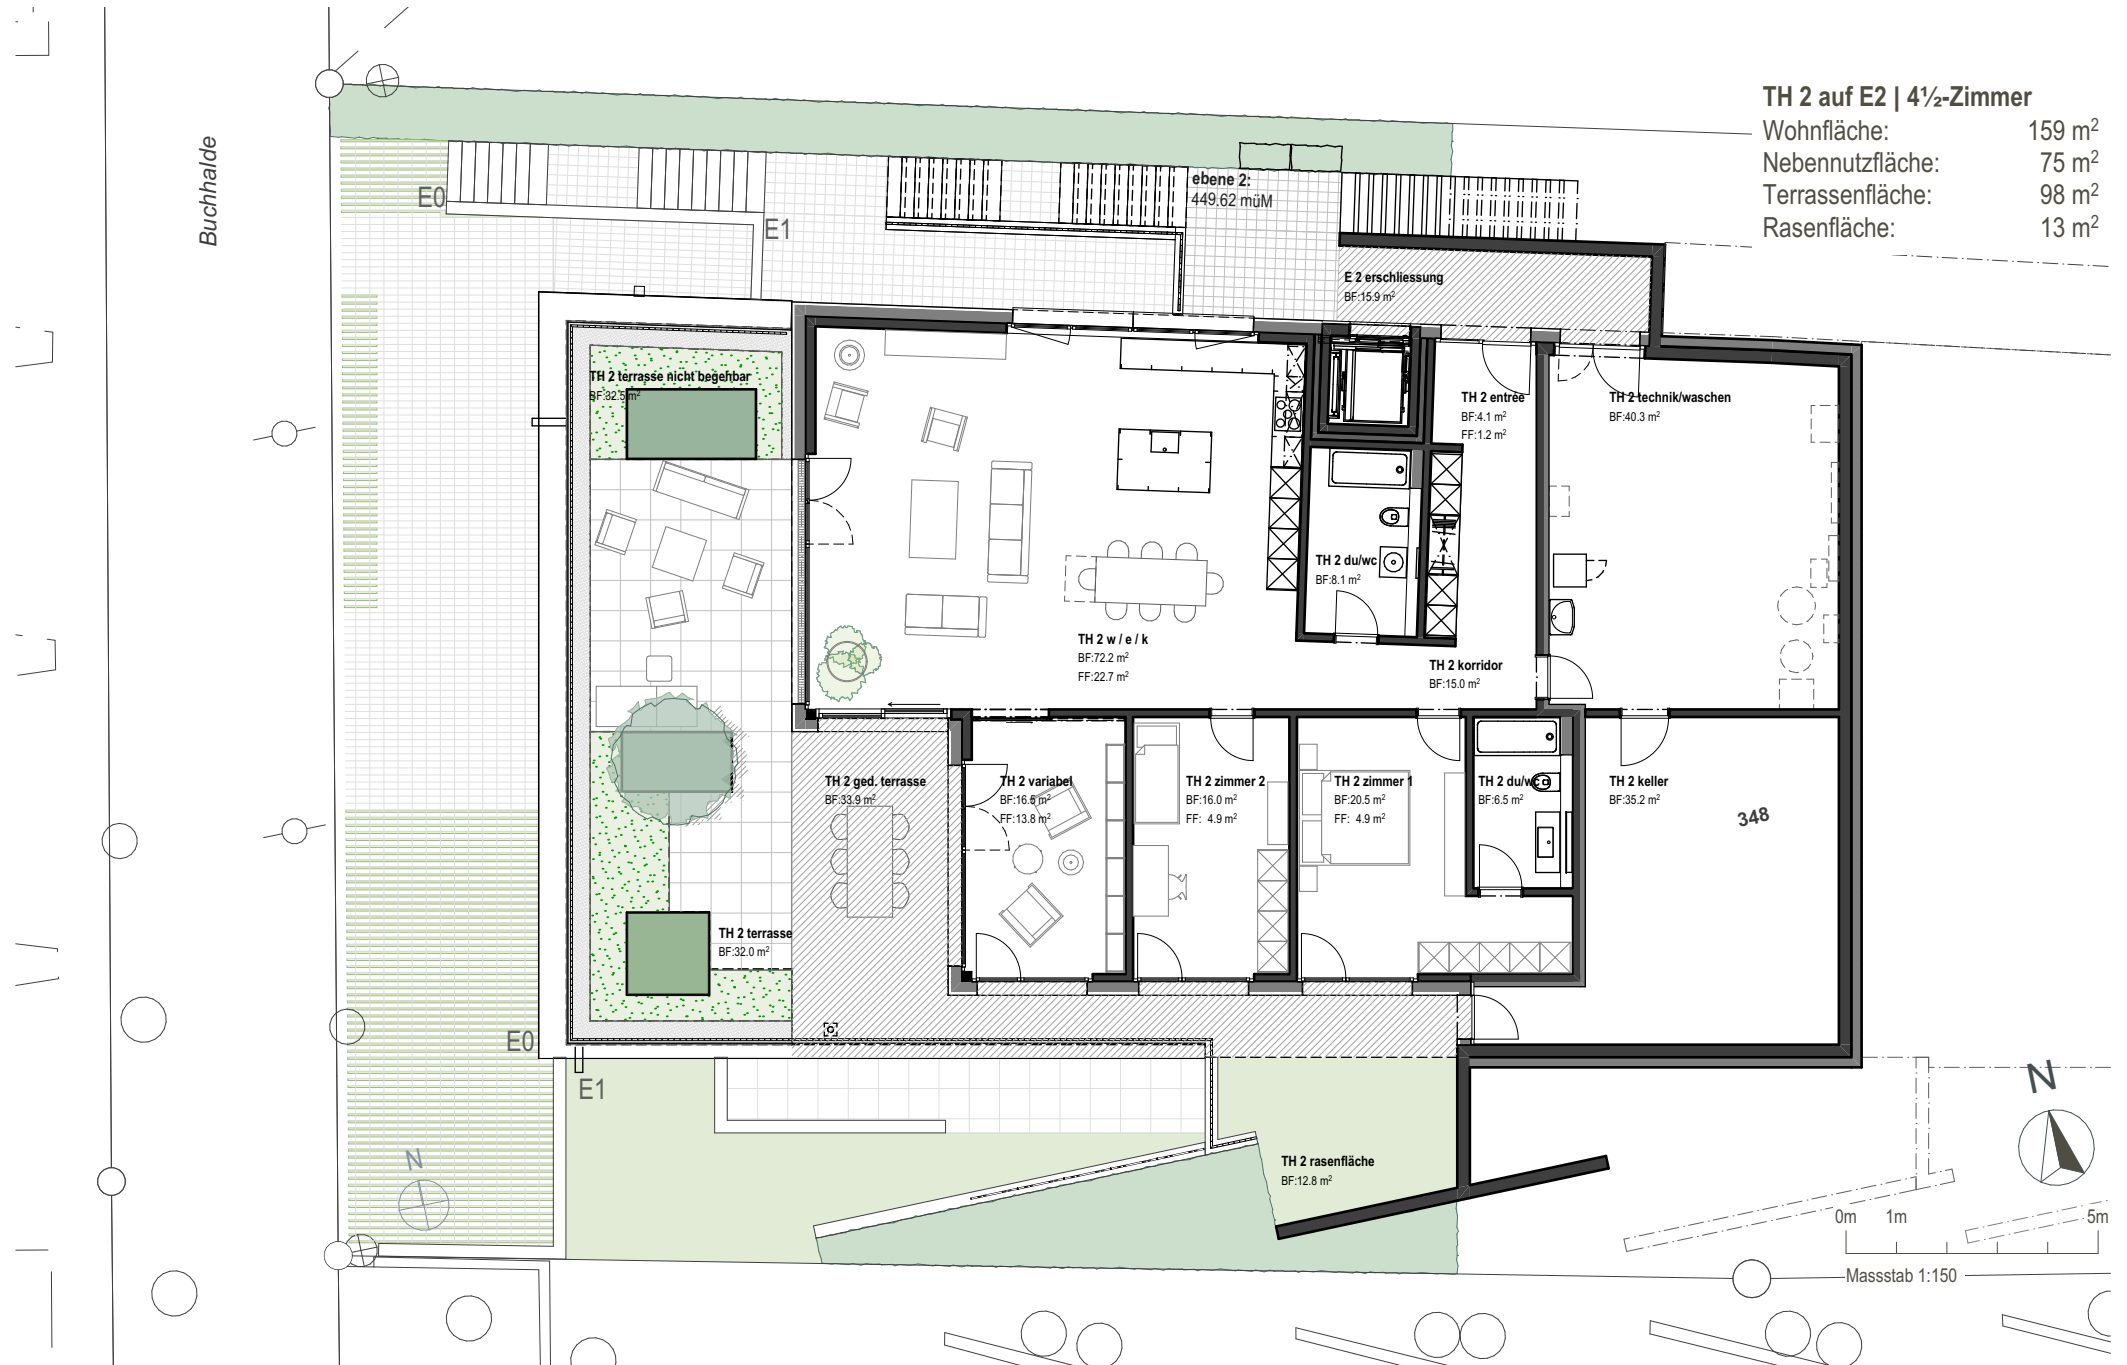 TH 2 auf E2 | 4½-Zimmer
Wohnfläche: 159 m²
Nebennutzfläche: 75 m²
Terrassenfläche: 98 m²
Rasenfläche: 13 m²
Buchhalde
E0
E1
ebene 2:
449.62 müM
E 2 erschliessung
BF:15.9 m²
TH 2 terrasse nicht begehbar
BF:32.5 m²
TH 2 entrée
BF:4.1 m²
FF:1.2 m²
TH 2 technik/waschen
BF:40.3 m²
TH 2 du/wc
BF:8.1 m²
TH 2 w / e / k
BF:72.2 m²
FF:22.7 m²
TH 2 korridor
BF:15.0 m²
TH 2 ged. terrasse
BF:33.9 m²
TH 2 variabel
BF:16.5 m²
FF:13.8 m²
TH 2 zimmer 2
BF:16.0 m²
FF: 4.9 m²
TH 2 zimmer 1
BF:20.5 m²
FF: 4.9 m²
TH 2 du/wc
BF:6.5 m²
TH 2 keller
BF:35.2 m²
348
TH 2 terrasse
BF:32.0 m²
E0
E1
N
TH 2 rasenfläche
BF:12.8 m²
N
0m 1m 5m
Massstab 1:150